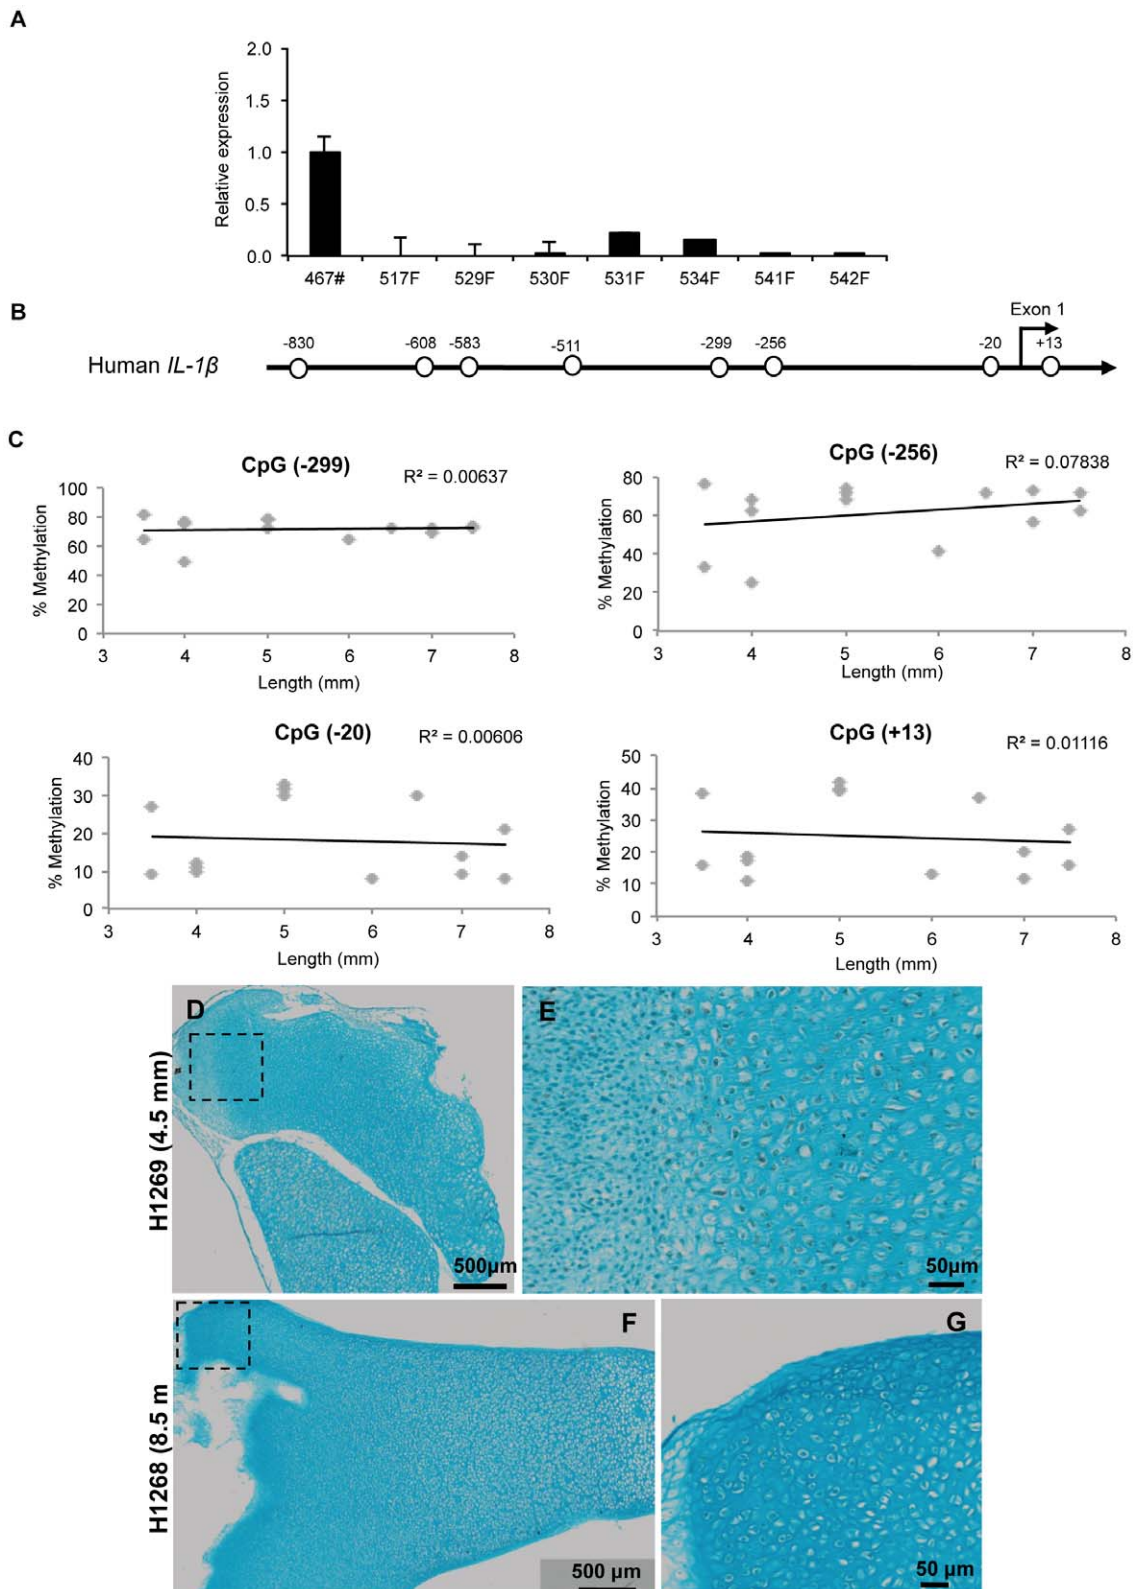 A
2.0
1.5
1.0
0.5
0.0
Relative expression
467# 517F 529F 530F 531F 534F 541F 542F
B
Human IL-1β
-830 -608 -583 -511 -299 -256 -20 Exon 1 +13
C
CpG (-299)
R² = 0.00637
% Methylation
100
80
60
40
20
0
3 4 5 6 7 8
Length (mm)
CpG (-256)
R² = 0.07838
% Methylation
80
60
40
20
0
3 4 5 6 7 8
Length (mm)
CpG (-20)
R² = 0.00606
% Methylation
40
30
20
10
0
3 4 5 6 7 8
Length (mm)
CpG (+13)
R² = 0.01116
% Methylation
50
40
30
20
10
0
3 4 5 6 7 8
Length (mm)
H1269 (4.5 mm)
D
500µm
E
50µm
H1268 (8.5 m
F
500 µm
G
50 µm